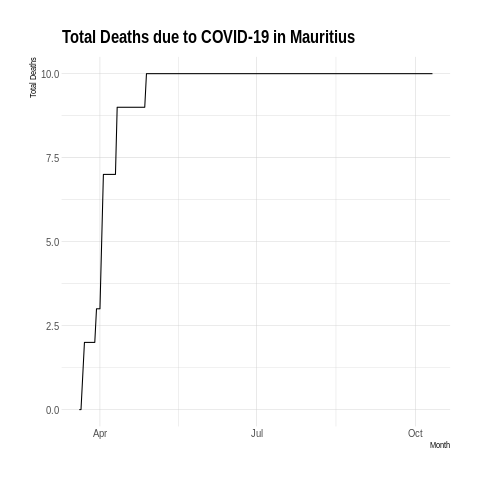 Total Deaths due to COVID-19 in Mauritius
Total Deaths
10.0
7.5
5.0
2.5
0.0
Apr Jul Oct
Month